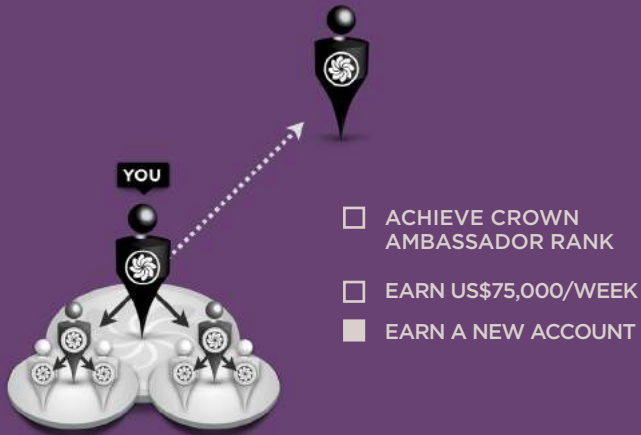 YOU
ACHIEVE CROWN
AMBASSADOR RANK
EARN US$75,000/WEEK
EARN A NEW ACCOUNT